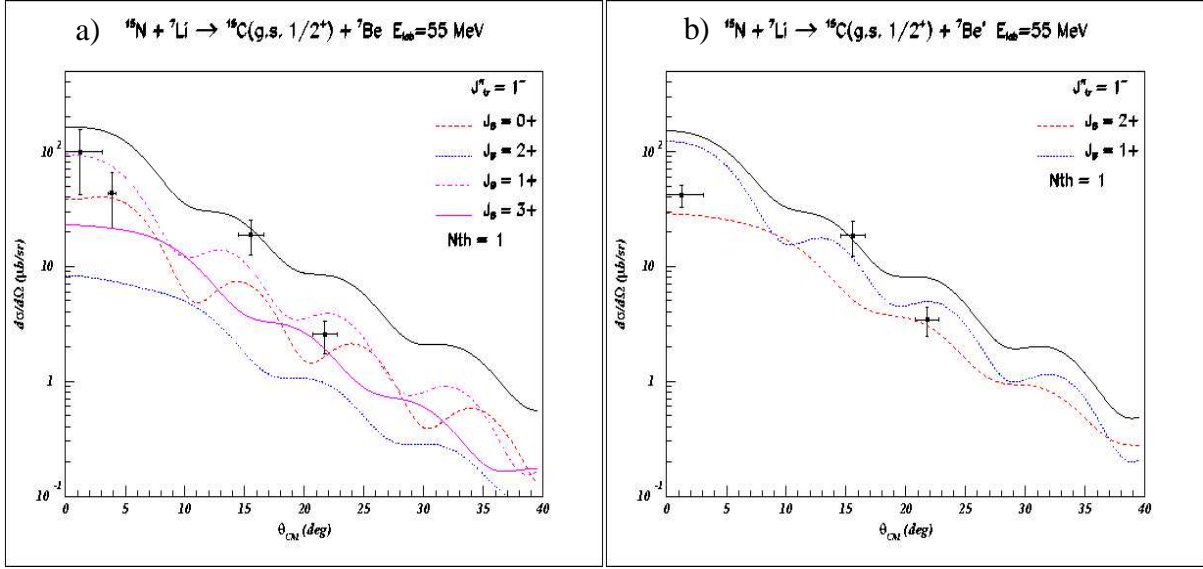 a) ¹⁵N + ⁷Li → ¹⁵C(g,s, 1/2⁺) + ⁷Be E_lab=55 MeV
J^π_tr = 1⁻
J_B = 0+
J_B = 2+
J_B = 1+
J_B = 3+
Nth = 1
dσ/dΩ (μb/sr)
10²
10
1
10⁻¹
0 5 10 15 20 25 30 35 40
θ_CM (deg)
b) ¹⁵N + ⁷Li → ¹⁵C(g,s, 1/2⁺) + ⁷Be* E_lab=55 MeV
J^π_tr = 1⁻
J_B = 2+
J_B = 1+
Nth = 1
dσ/dΩ (μb/sr)
10²
10
1
10⁻¹
0 5 10 15 20 25 30 35 40
θ_CM (deg)